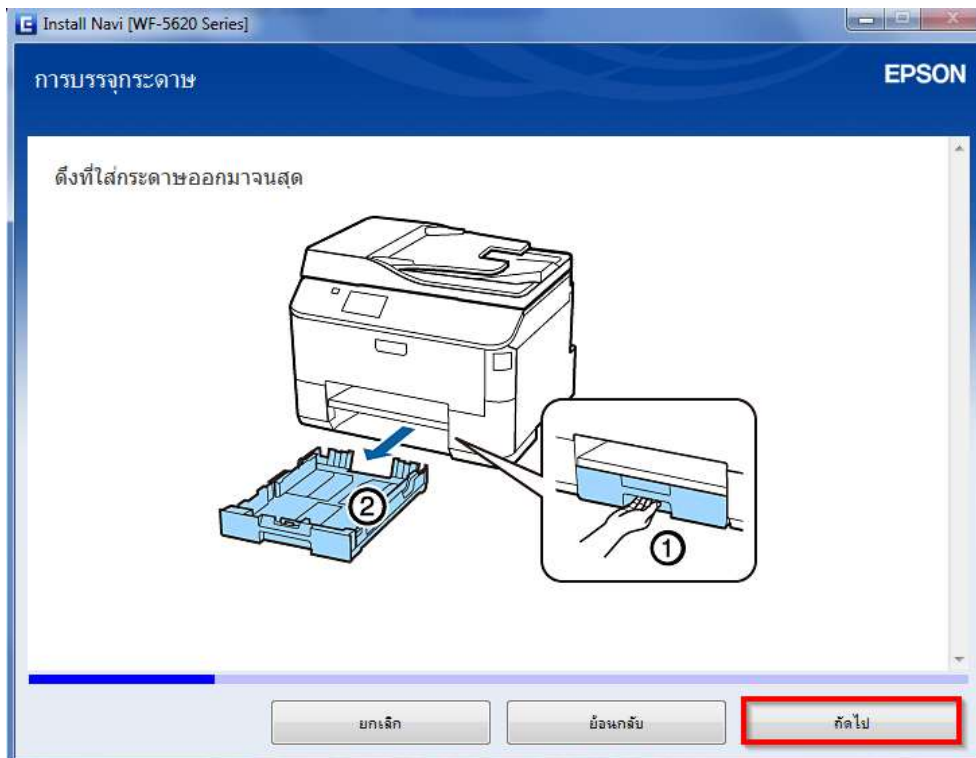 Install Navi [WF-5620 Series]
การบรรจุกระดาษ
EPSON
ดึงที่ใส่กระดาษออกมาจนสุด
②
①
ยกเลิก
ย้อนกลับ
ถัดไป